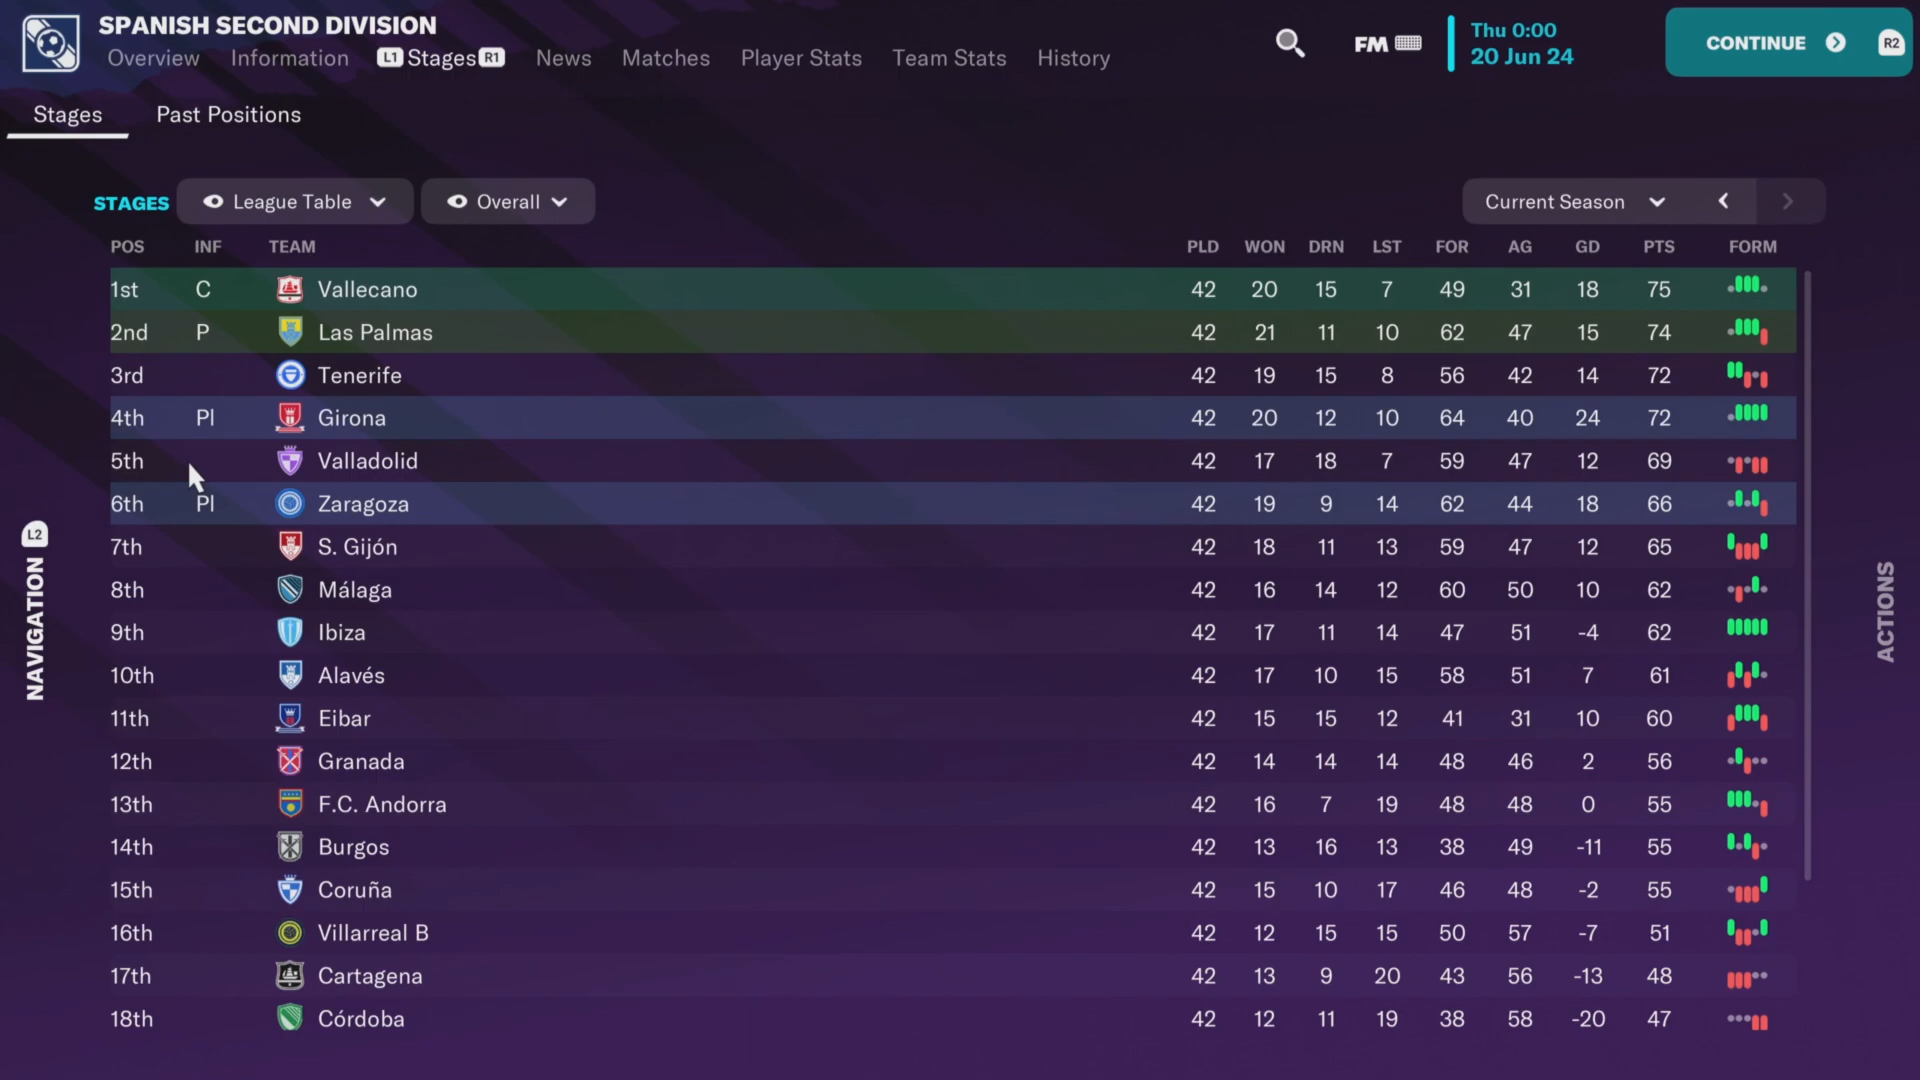 SPANISH SECOND DIVISION
Overview Information L1 Stages R1 News Matches Player Stats Team Stats History
FM
Thu 0:00
20 Jun 24
CONTINUE R2
Stages Past Positions
STAGES League Table Overall Current Season
POS INF TEAM PLD WON DRN LST FOR AG GD PTS FORM
1st C Vallecano 42 20 15 7 49 31 18 75
2nd P Las Palmas 42 21 11 10 62 47 15 74
3rd Tenerife 42 19 15 8 56 42 14 72
4th Pl Girona 42 20 12 10 64 40 24 72
5th Valladolid 42 17 18 7 59 47 12 69
6th Pl Zaragoza 42 19 9 14 62 44 18 66
7th S. Gijón 42 18 11 13 59 47 12 65
8th Málaga 42 16 14 12 60 50 10 62
9th Ibiza 42 17 11 14 47 51 -4 62
10th Alavés 42 17 10 15 58 51 7 61
11th Eibar 42 15 15 12 41 31 10 60
12th Granada 42 14 14 14 48 46 2 56
13th F.C. Andorra 42 16 7 19 48 48 0 55
14th Burgos 42 13 16 13 38 49 -11 55
15th Coruña 42 15 10 17 46 48 -2 55
16th Villarreal B 42 12 15 15 50 57 -7 51
17th Cartagena 42 13 9 20 43 56 -13 48
18th Córdoba 42 12 11 19 38 58 -20 47
L2
NAVIGATION
ACTIONS